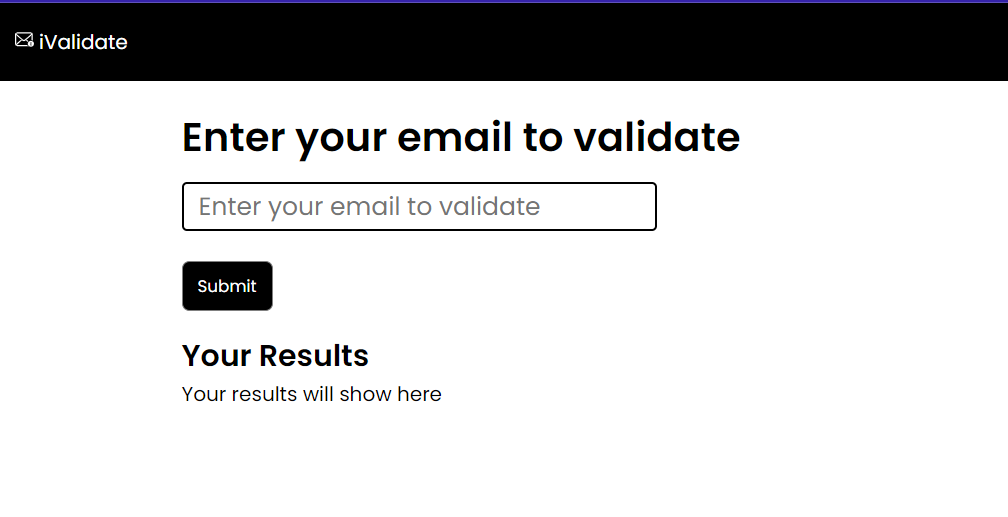 iValidate
Enter your email to validate
Enter your email to validate
Submit
Your Results
Your results will show here